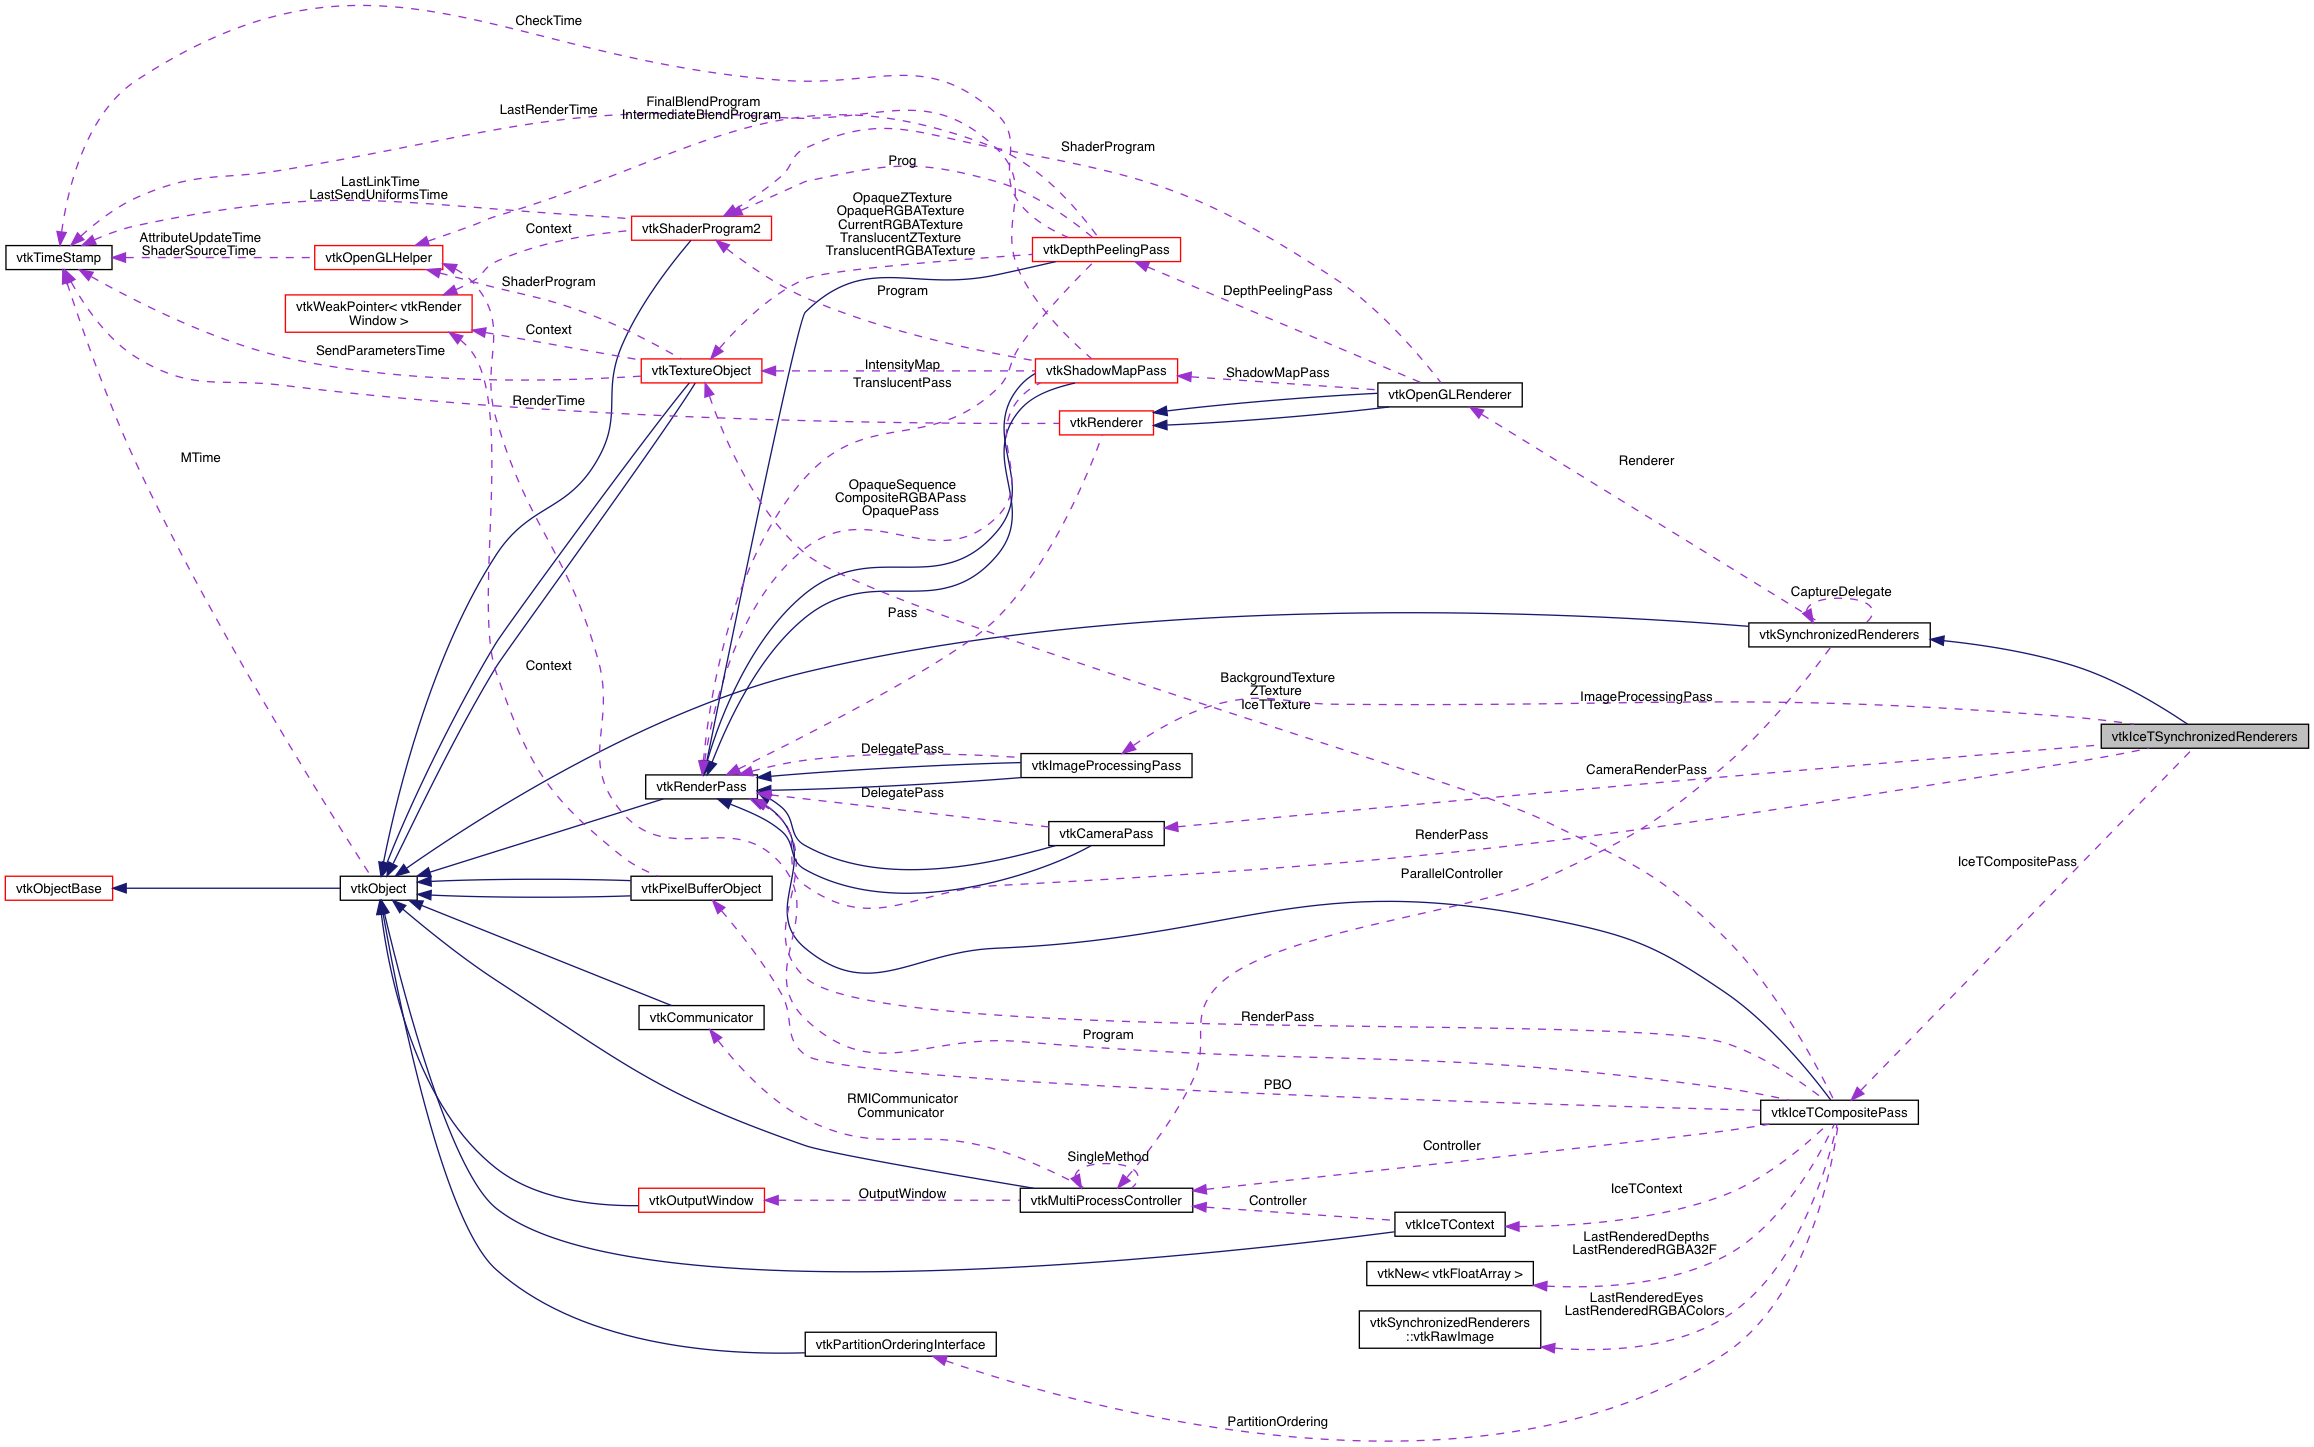 CheckTime
LastRenderTime
FinalBlendProgram
IntermediateBlendProgram
ShaderProgram
Prog
LastLinkTime
LastSendUniformsTime
OpaqueZTexture
OpaqueRGBATexture
CurrentRGBATexture
TranslucentZTexture
TranslucentRGBATexture
vtkShaderProgram2
Context
AttributeUpdateTime
ShaderSourceTime
vtkTimeStamp
vtkOpenGLHelper
vtkDepthPeelingPass
ShaderProgram
Program
DepthPeelingPass
vtkWeakPointer< vtkRender
Window >
Context
SendParametersTime
vtkTextureObject
IntensityMap
vtkShadowMapPass
ShadowMapPass
TranslucentPass
vtkOpenGLRenderer
RenderTime
vtkRenderer
MTime
Renderer
OpaqueSequence
CompositeRGBAPass
OpaquePass
CaptureDelegate
Pass
vtkSynchronizedRenderers
Context
BackgroundTexture
ZTexture
IceTTexture
ImageProcessingPass
vtkIceTSynchronizedRenderers
DelegatePass
vtkImageProcessingPass
CameraRenderPass
vtkRenderPass
DelegatePass
vtkCameraPass
RenderPass
IceTCompositePass
ParallelController
vtkObjectBase
vtkObject
vtkPixelBufferObject
vtkCommunicator
RenderPass
Program
PBO
RMICommunicator
Communicator
vtkIceTCompositePass
Controller
SingleMethod
IceTContext
OutputWindow
vtkOutputWindow
vtkMultiProcessController
Controller
vtkIceTContext
LastRenderedDepths
LastRenderedRGBA32F
vtkNew< vtkFloatArray >
LastRenderedEyes
LastRenderedRGBAColors
vtkSynchronizedRenderers
::vtkRawImage
vtkPartitionOrderingInterface
PartitionOrdering